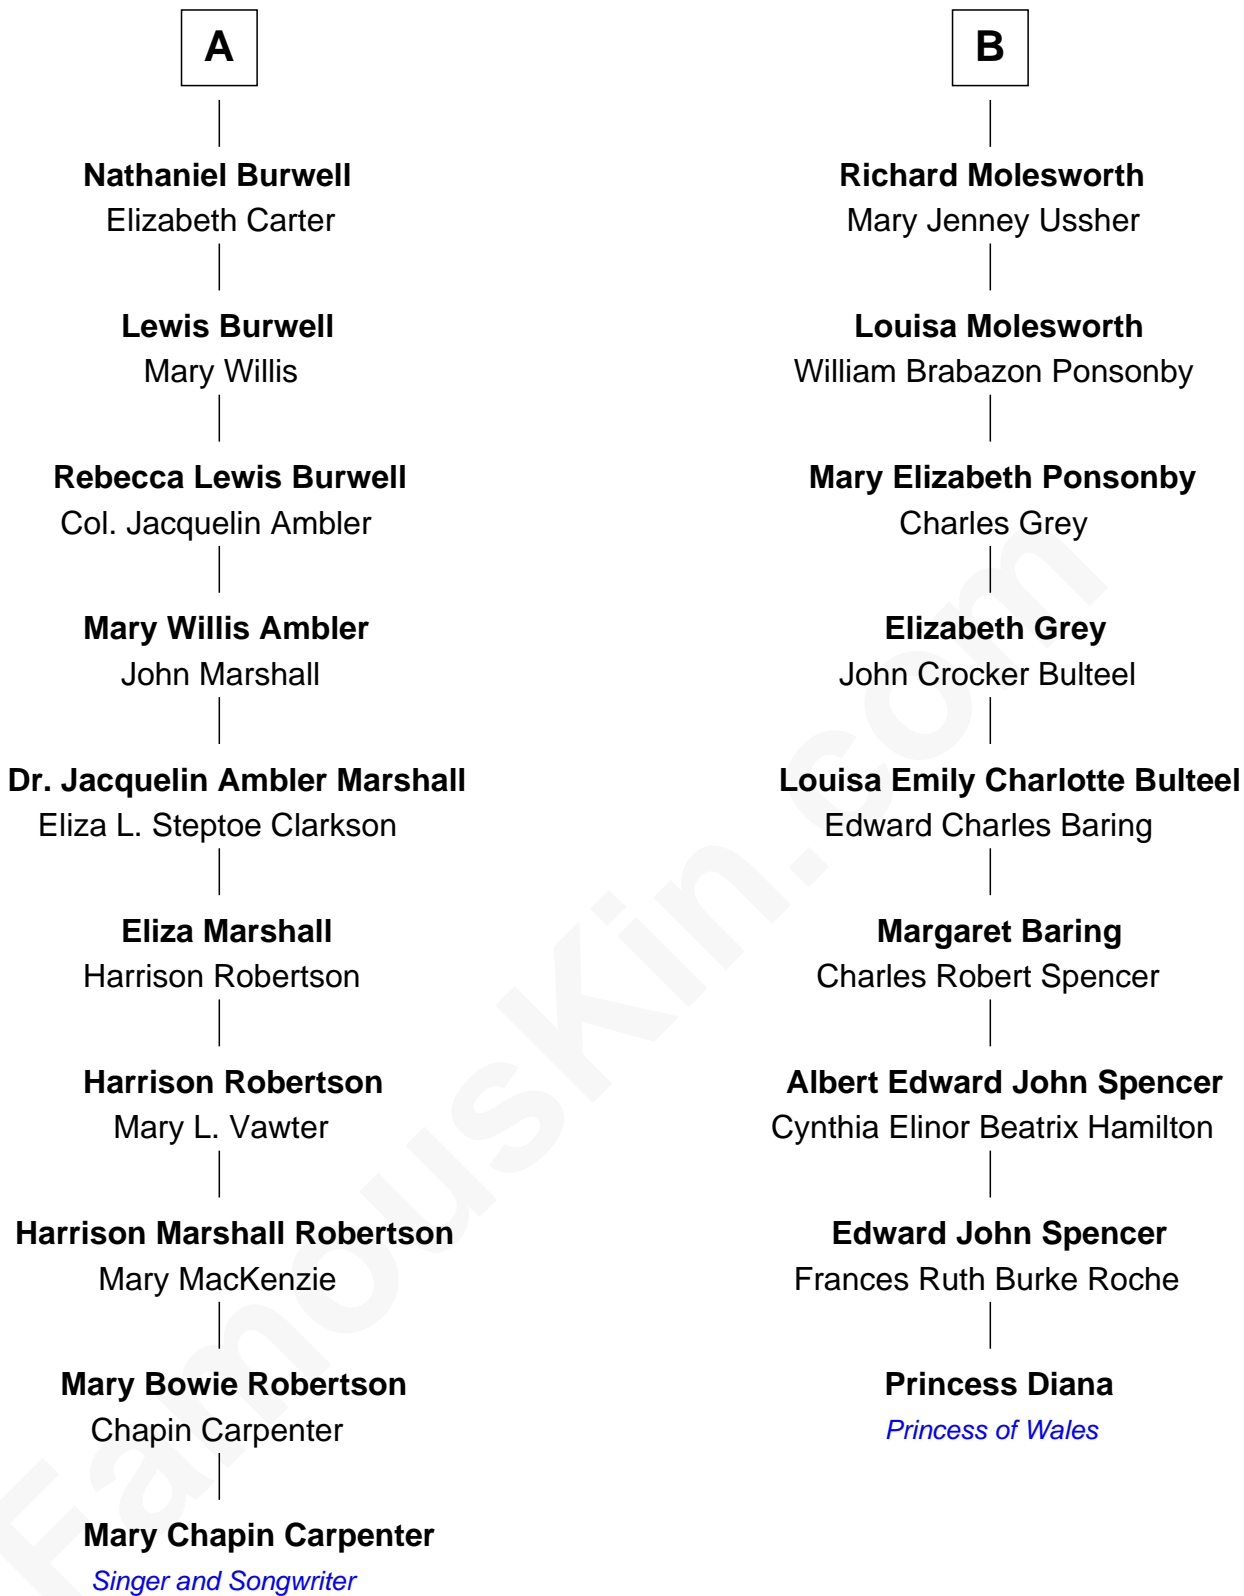 A
Nathaniel Burwell
Elizabeth Carter
Lewis Burwell
Mary Willis
Rebecca Lewis Burwell
Col. Jacquelin Ambler
Mary Willis Ambler
John Marshall
Dr. Jacquelin Ambler Marshall
Eliza L. Steptoe Clarkson
Eliza Marshall
Harrison Robertson
Harrison Robertson
Mary L. Vawter
Harrison Marshall Robertson
Mary MacKenzie
Mary Bowie Robertson
Chapin Carpenter
Mary Chapin Carpenter
Singer and Songwriter
B
Richard Molesworth
Mary Jenney Ussher
Louisa Molesworth
William Brabazon Ponsonby
Mary Elizabeth Ponsonby
Charles Grey
Elizabeth Grey
John Crocker Bulteel
Louisa Emily Charlotte Bulteel
Edward Charles Baring
Margaret Baring
Charles Robert Spencer
Albert Edward John Spencer
Cynthia Elinor Beatrix Hamilton
Edward John Spencer
Frances Ruth Burke Roche
Princess Diana
Princess of Wales
FamousKin.com